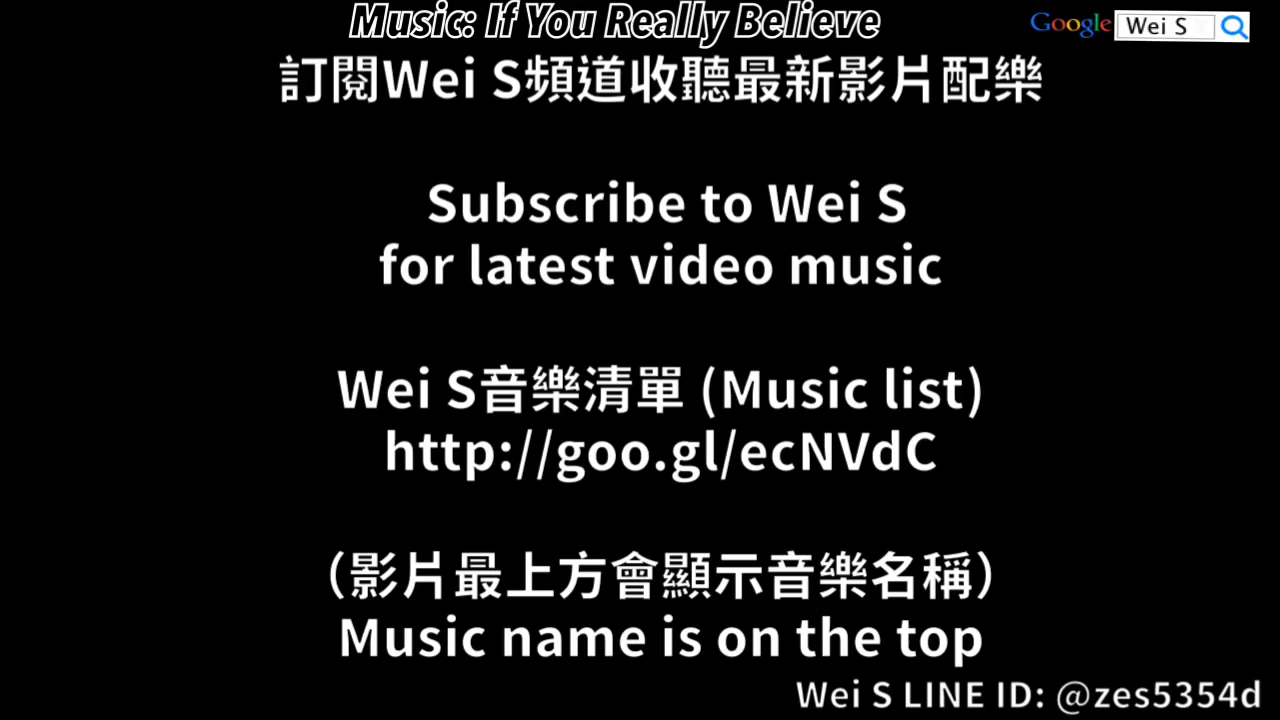 Music: If You Really Believe
Google Wei S
訂閱Wei S頻道收聽最新影片配樂
Subscribe to Wei S
for latest video music
Wei S音樂清單 (Music list)
http://goo.gl/ecNVdC
（影片最上方會顯示音樂名稱）
Music name is on the top
Wei S LINE ID: @zes5354d